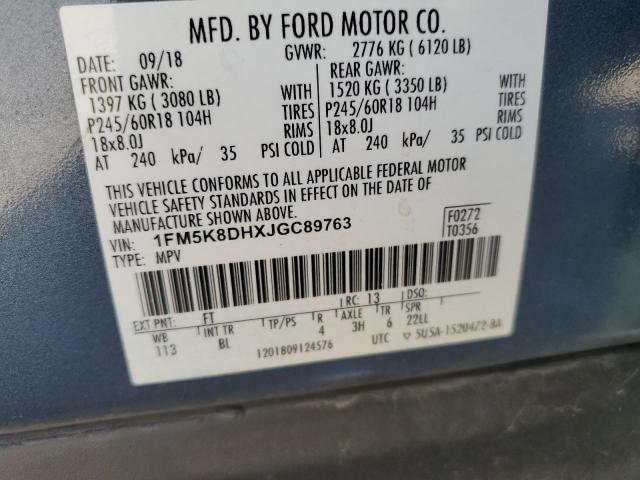 MFD. BY FORD MOTOR CO.
DATE: 09/18 GVWR: 2776 KG ( 6120 LB)
FRONT GAWR: REAR GAWR:
1397 KG ( 3080 LB) WITH 1520 KG ( 3350 LB) WITH
P245/60R18 104H TIRES P245/60R18 104H TIRES
18x8.0J RIMS 18x8.0J RIMS
AT 240 kPa/ 35 PSI COLD AT 240 kPa/ 35 PSI COLD
THIS VEHICLE CONFORMS TO ALL APPLICABLE FEDERAL MOTOR
VEHICLE SAFETY STANDARDS IN EFFECT ON THE DATE OF
MANUFACTURE SHOWN ABOVE.
VIN: 1FM5K8DHXJGC89763 F0272
TYPE: MPV T0356
EXT PNT: FT RC: 13 DSO:
WB INT TR TP/PS R AXLE TR SPR
113 BL 4 3H 6 22LL
1201809124576 UTC ▽ 5U5A-1520472-BA